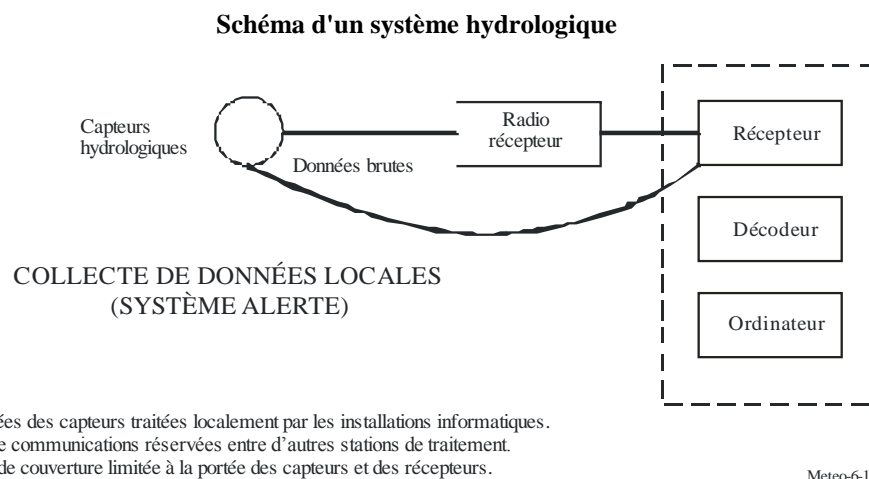 Schéma d'un système hydrologique
Capteurs
hydrologiques
Données brutes
Radio
récepteur
Récepteur
Décodeur
Ordinateur
COLLECTE DE DONNÉES LOCALES
(SYSTÈME ALERTE)
des capteurs traitées localement par les installations informatiques.
communications réservées entre d’autres stations de traitement.
de couverture limitée à la portée des capteurs et des récepteurs.
Meteo-6-1